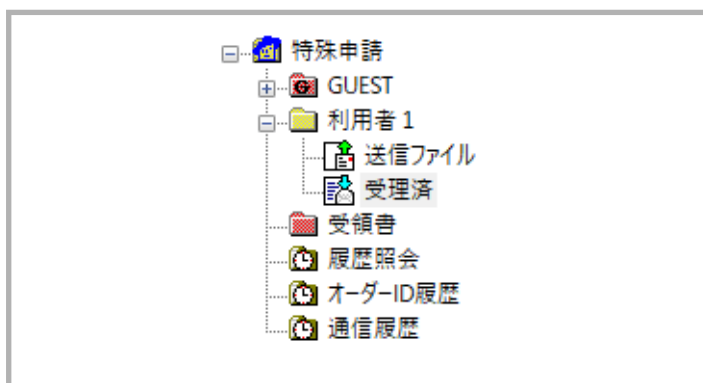 特殊申請
GUEST
利用者1
送信ファイル
受理済
受領書
履歴照会
オーダーID履歴
通信履歴